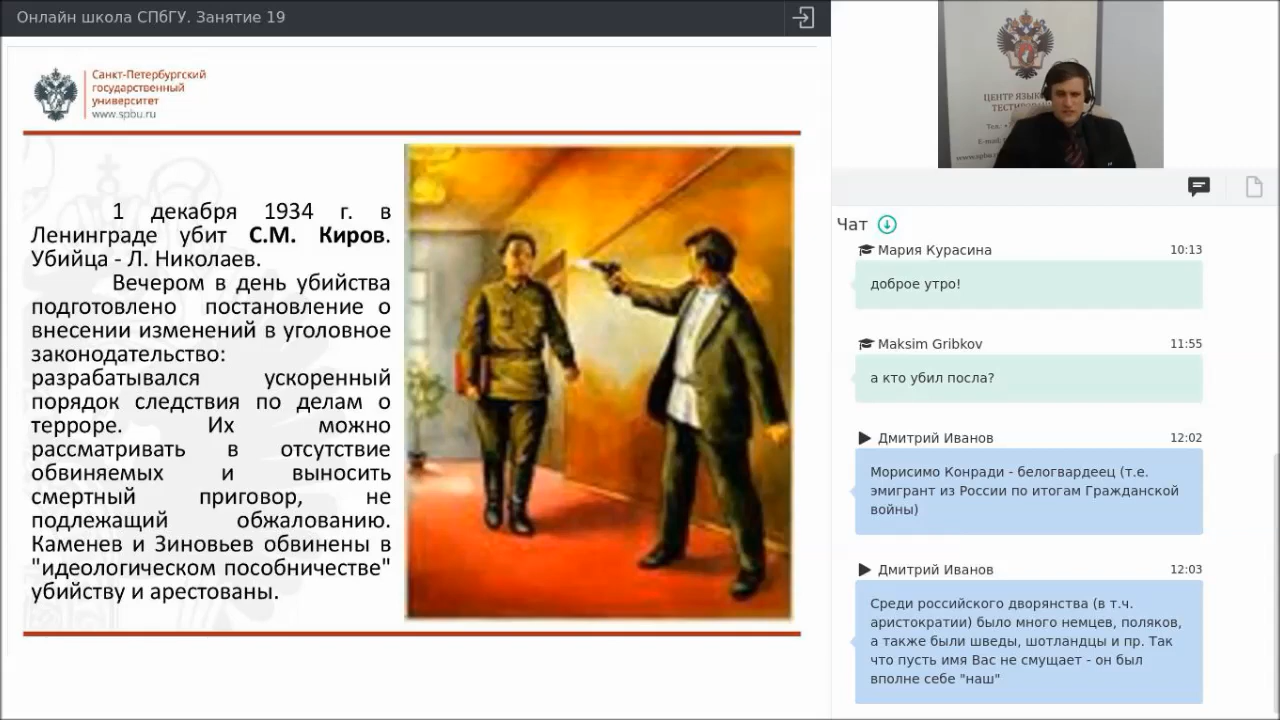 Онлайн школа СПбГУ. Занятие 19
Санкт-Петербургский
государственный
университет
www.spbu.ru
1 декабря 1934 г. в
Ленинграде убит С.М. Киров.
Убийца - Л. Николаев.
Вечером в день убийства
подготовлено постановление о
внесении изменений в уголовное
законодательство:
разрабатывался ускоренный
порядок следствия по делам о
терроре. Их можно
рассматривать в отсутствие
обвиняемых и выносить
смертный приговор, не
подлежащий обжалованию.
Каменев и Зиновьев обвинены в
"идеологическом пособничестве"
убийству и арестованы.
ЦЕНТР
Чат
Мария Курасина 10:13
доброе утро!
Maksim Gribkov 11:55
а кто убил посла?
Дмитрий Иванов 12:02
Морисимо Конради - белогвардеец (т.е.
эмигрант из России по итогам Гражданской
войны)
Дмитрий Иванов 12:03
Среди российского дворянства (в т.ч.
аристократии) было много немцев, поляков,
а также были шведы, шотландцы и пр. Так
что пусть имя Вас не смущает - он был
вполне себе "наш"